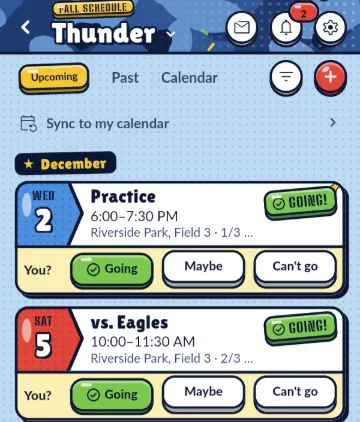 FALL SCHEDULE
Thunder
2
Upcoming Past Calendar
Sync to my calendar
★ December
WED
2
Practice
6:00–7:30 PM
Riverside Park, Field 3 · 1/3 ...
GOING!
You? Going Maybe Can't go
SAT
5
vs. Eagles
10:00–11:30 AM
Riverside Park, Field 3 · 2/3 ...
GOING!
You? Going Maybe Can't go